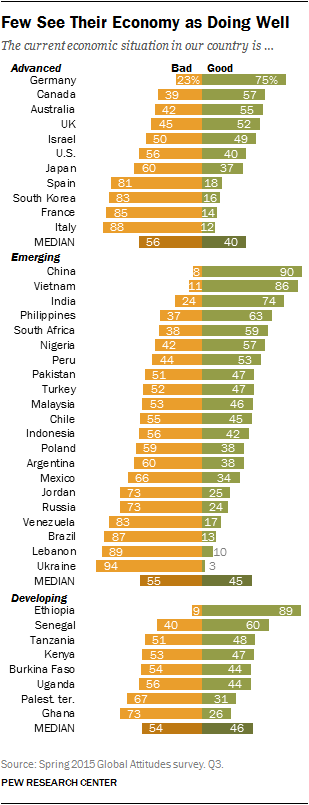 Few See Their Economy as Doing Well
The current economic situation in our country is ...
Advanced Bad Good
Germany 23% 75%
Canada 39 57
Australia 42 55
UK 45 52
Israel 50 49
U.S. 56 40
Japan 60 37
Spain 81 18
South Korea 83 16
France 85 14
Italy 88 12
MEDIAN 56 40
Emerging
China 8 90
Vietnam 11 86
India 24 74
Philippines 37 63
South Africa 38 59
Nigeria 42 57
Peru 44 53
Pakistan 51 47
Turkey 52 47
Malaysia 53 46
Chile 55 45
Indonesia 56 42
Poland 59 38
Argentina 60 38
Mexico 66 34
Jordan 73 25
Russia 73 24
Venezuela 83 17
Brazil 87 13
Lebanon 89 10
Ukraine 94 3
MEDIAN 55 45
Developing
Ethiopia 9 89
Senegal 40 60
Tanzania 51 48
Kenya 53 47
Burkina Faso 54 44
Uganda 56 44
Palest. ter. 67 31
Ghana 73 26
MEDIAN 54 46
Source: Spring 2015 Global Attitudes survey. Q3.
PEW RESEARCH CENTER